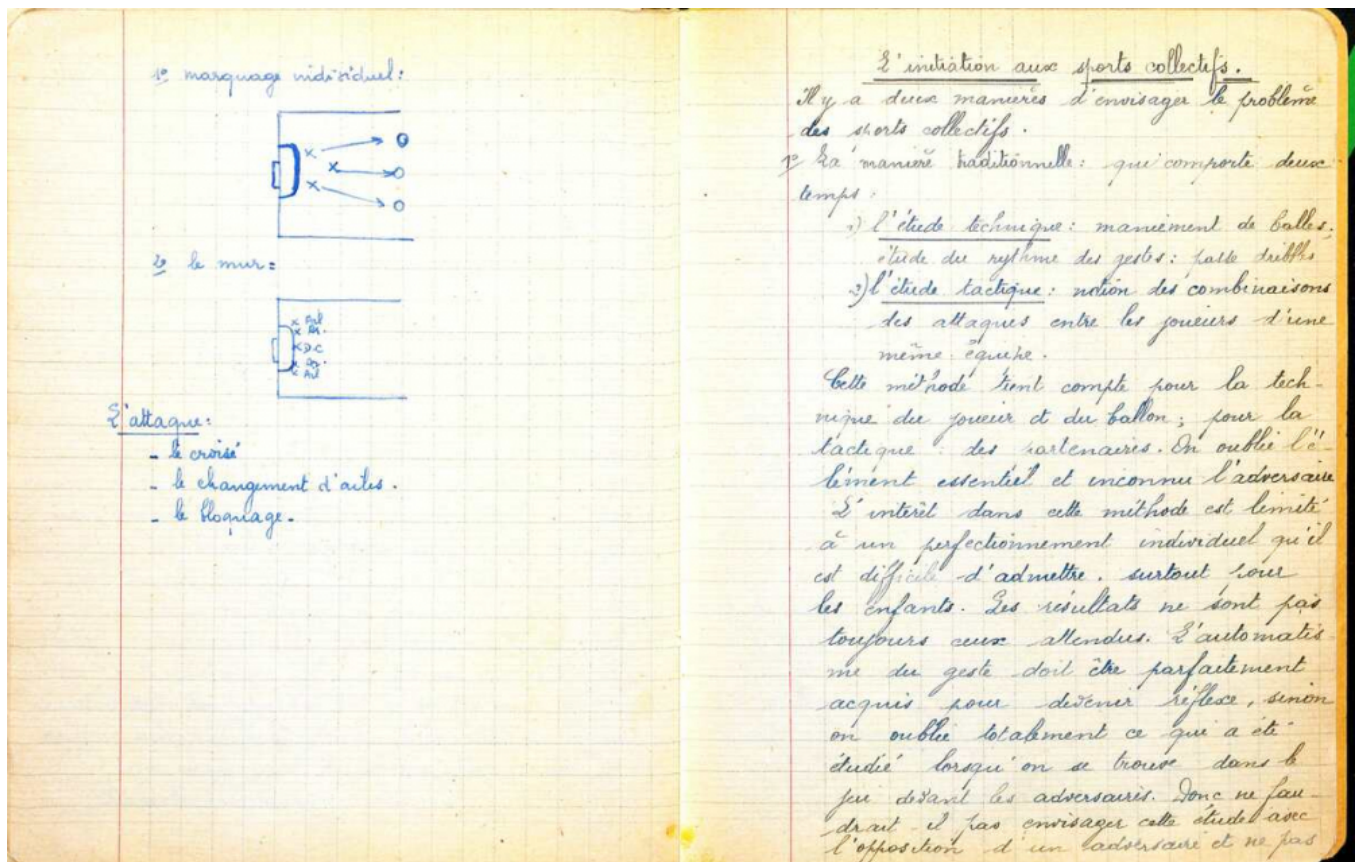 1º marquage individuel:
2º le mur:
x Ail
x Ar.
x D.C
x Ar.
x Ail
L'attaque:
- le croisé
- le changement d'ailes.
- le bloquage.
L'initiation aux sports collectifs.
Il y a deux manières d'envisager le problème
des sports collectifs.
1º La manière traditionnelle: qui comporte deux
temps:
1) l'étude technique: maniement de balles,
étude du rythme des gestes: passe dribbles
2) l'étude tactique: notion des combinaisons
des attaques entre les joueurs d'une
même équipe.
Cette méthode tient compte pour la tech-
nique du joueur et du ballon; pour la
tactique: des partenaires. On oublie l'é-
lément essentiel et inconnu l'adversaire
L'intérêt dans cette méthode est limité
à un perfectionnement individuel qu'il
est difficile d'admettre. surtout pour
les enfants. Les résultats ne sont pas
toujours ceux attendus. L'automatis-
me du geste doit être parfaitement
acquis pour devenir réflexe, sinon
on oublie totalement ce qui a été
étudié lorsqu'on se trouve dans le
jeu devant les adversaires. Donc ne fau-
drait-il pas envisager cette étude avec
l'opposition d'un adversaire et ne pas